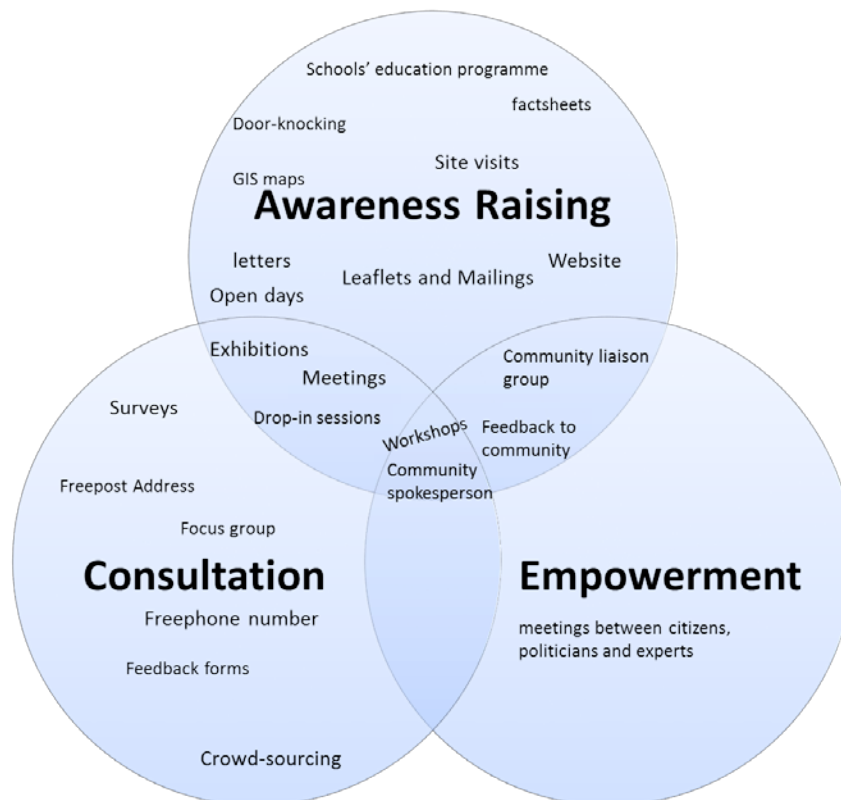 Schools’ education programme
factsheets
Door-knocking
Site visits
GIS maps
Awareness Raising
letters
Website
Leaflets and Mailings
Open days
Exhibitions
Community liaison
group
Meetings
Surveys
Drop-in sessions
Workshops
Feedback to
community
Community
spokesperson
Freepost Address
Focus group
Consultation
Empowerment
Freephone number
meetings between citizens,
politicians and experts
Feedback forms
Crowd-sourcing